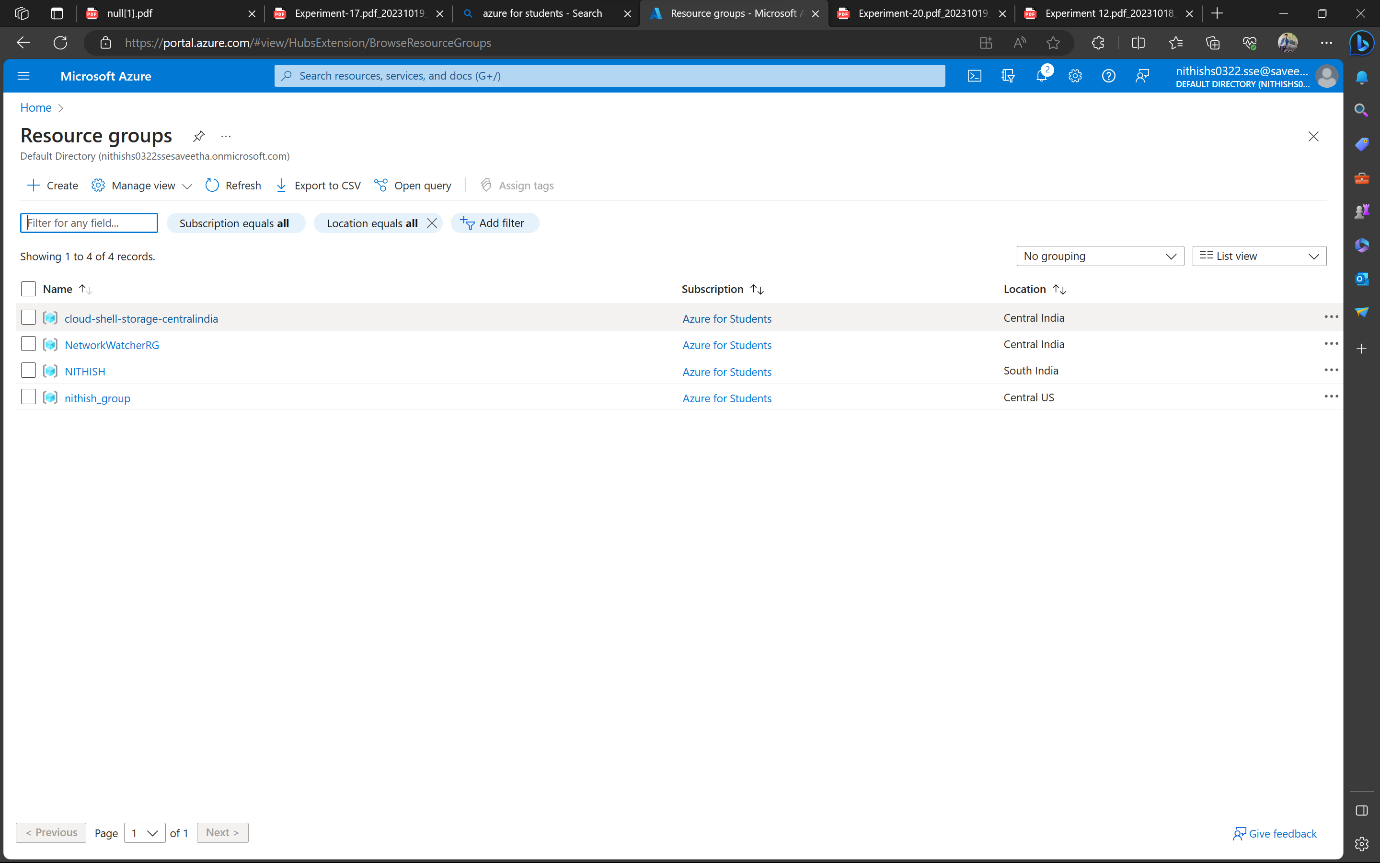 null[1].pdf
Experiment-17.pdf_20231019_
azure for students - Search
Resource groups - Microsoft A
Experiment-20.pdf_20231019_
Experiment 12.pdf_20231018_
https://portal.azure.com/#view/HubsExtension/BrowseResourceGroups
Microsoft Azure
Search resources, services, and docs (G+/)
2
nithishs0322.sse@savee...
DEFAULT DIRECTORY (NITHISHS0...
Home >
Resource groups ...
Default Directory (nithishs0322ssesaveetha.onmicrosoft.com)
Create Manage view Refresh Export to CSV Open query Assign tags
Filter for any field... Subscription equals all Location equals all Add filter
Showing 1 to 4 of 4 records. No grouping List view
Name Subscription Location
cloud-shell-storage-centralindia Azure for Students Central India
NetworkWatcherRG Azure for Students Central India
NITHISH Azure for Students South India
nithish_group Azure for Students Central US
< Previous Page 1 of 1 Next > Give feedback